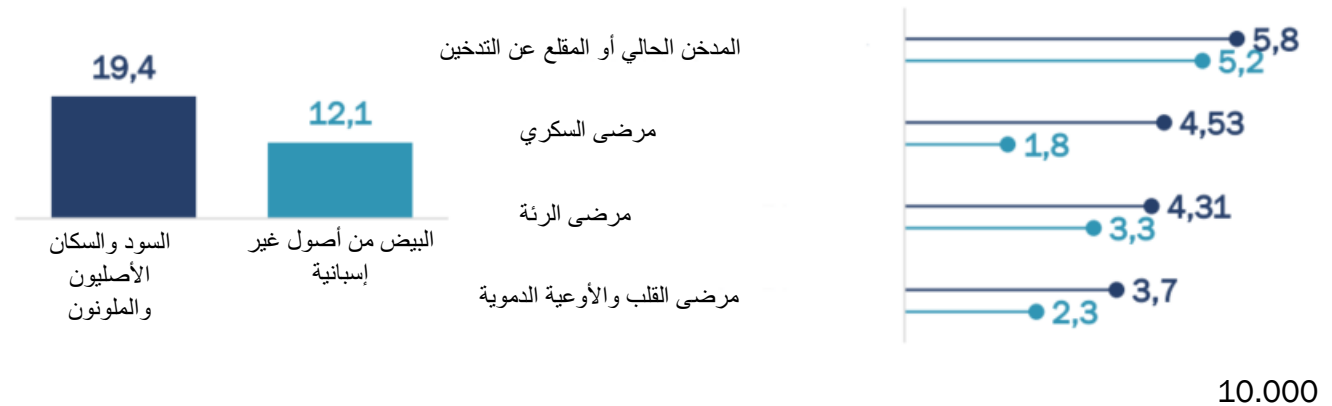 19,4
12,1
السود والسكان
الأصليون
والملونون
البيض من أصول غير
إسبانية
المدخن الحالي أو المقلع عن التدخين
5,8
5,2
مرضى السكري
4,53
1,8
مرضى الرئة
4,31
3,3
مرضى القلب والأوعية الدموية
3,7
2,3
10.000